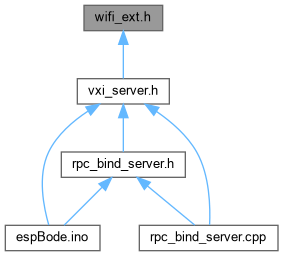 wifi_ext.h
vxi_server.h
rpc_bind_server.h
espBode.ino
rpc_bind_server.cpp